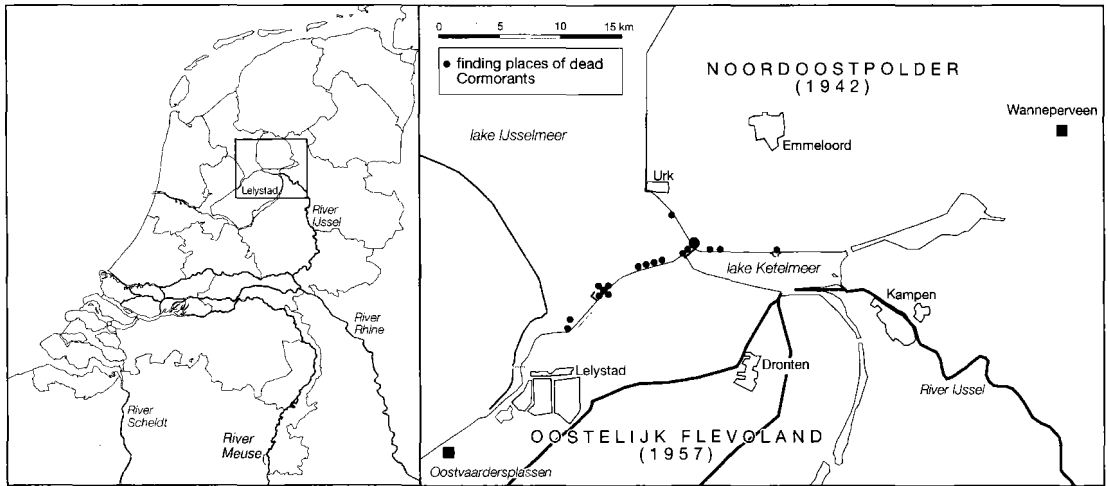 Lelystad
River
IJssel
River
Rhine
River
Scheldt
River
Meuse
0 5 10 15 km
finding places of dead
Cormorants
lake IJsselmeer
NOORDOOSTPOLDER
(1942)
Wanneperveen
Emmeloord
Urk
lake Ketelmeer
Kampen
Dronten
Lelystad
River IJssel
OOSTELIJK FLEVOLAND
(1957)
Oostvaardersplassen